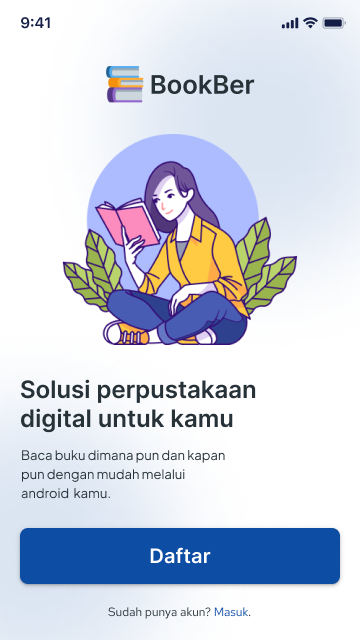 9:41
BookBer
Solusi perpustakaan
digital untuk kamu
Baca buku dimana pun dan kapan
pun dengan mudah melalui
android kamu.
Daftar
Sudah punya akun? Masuk.